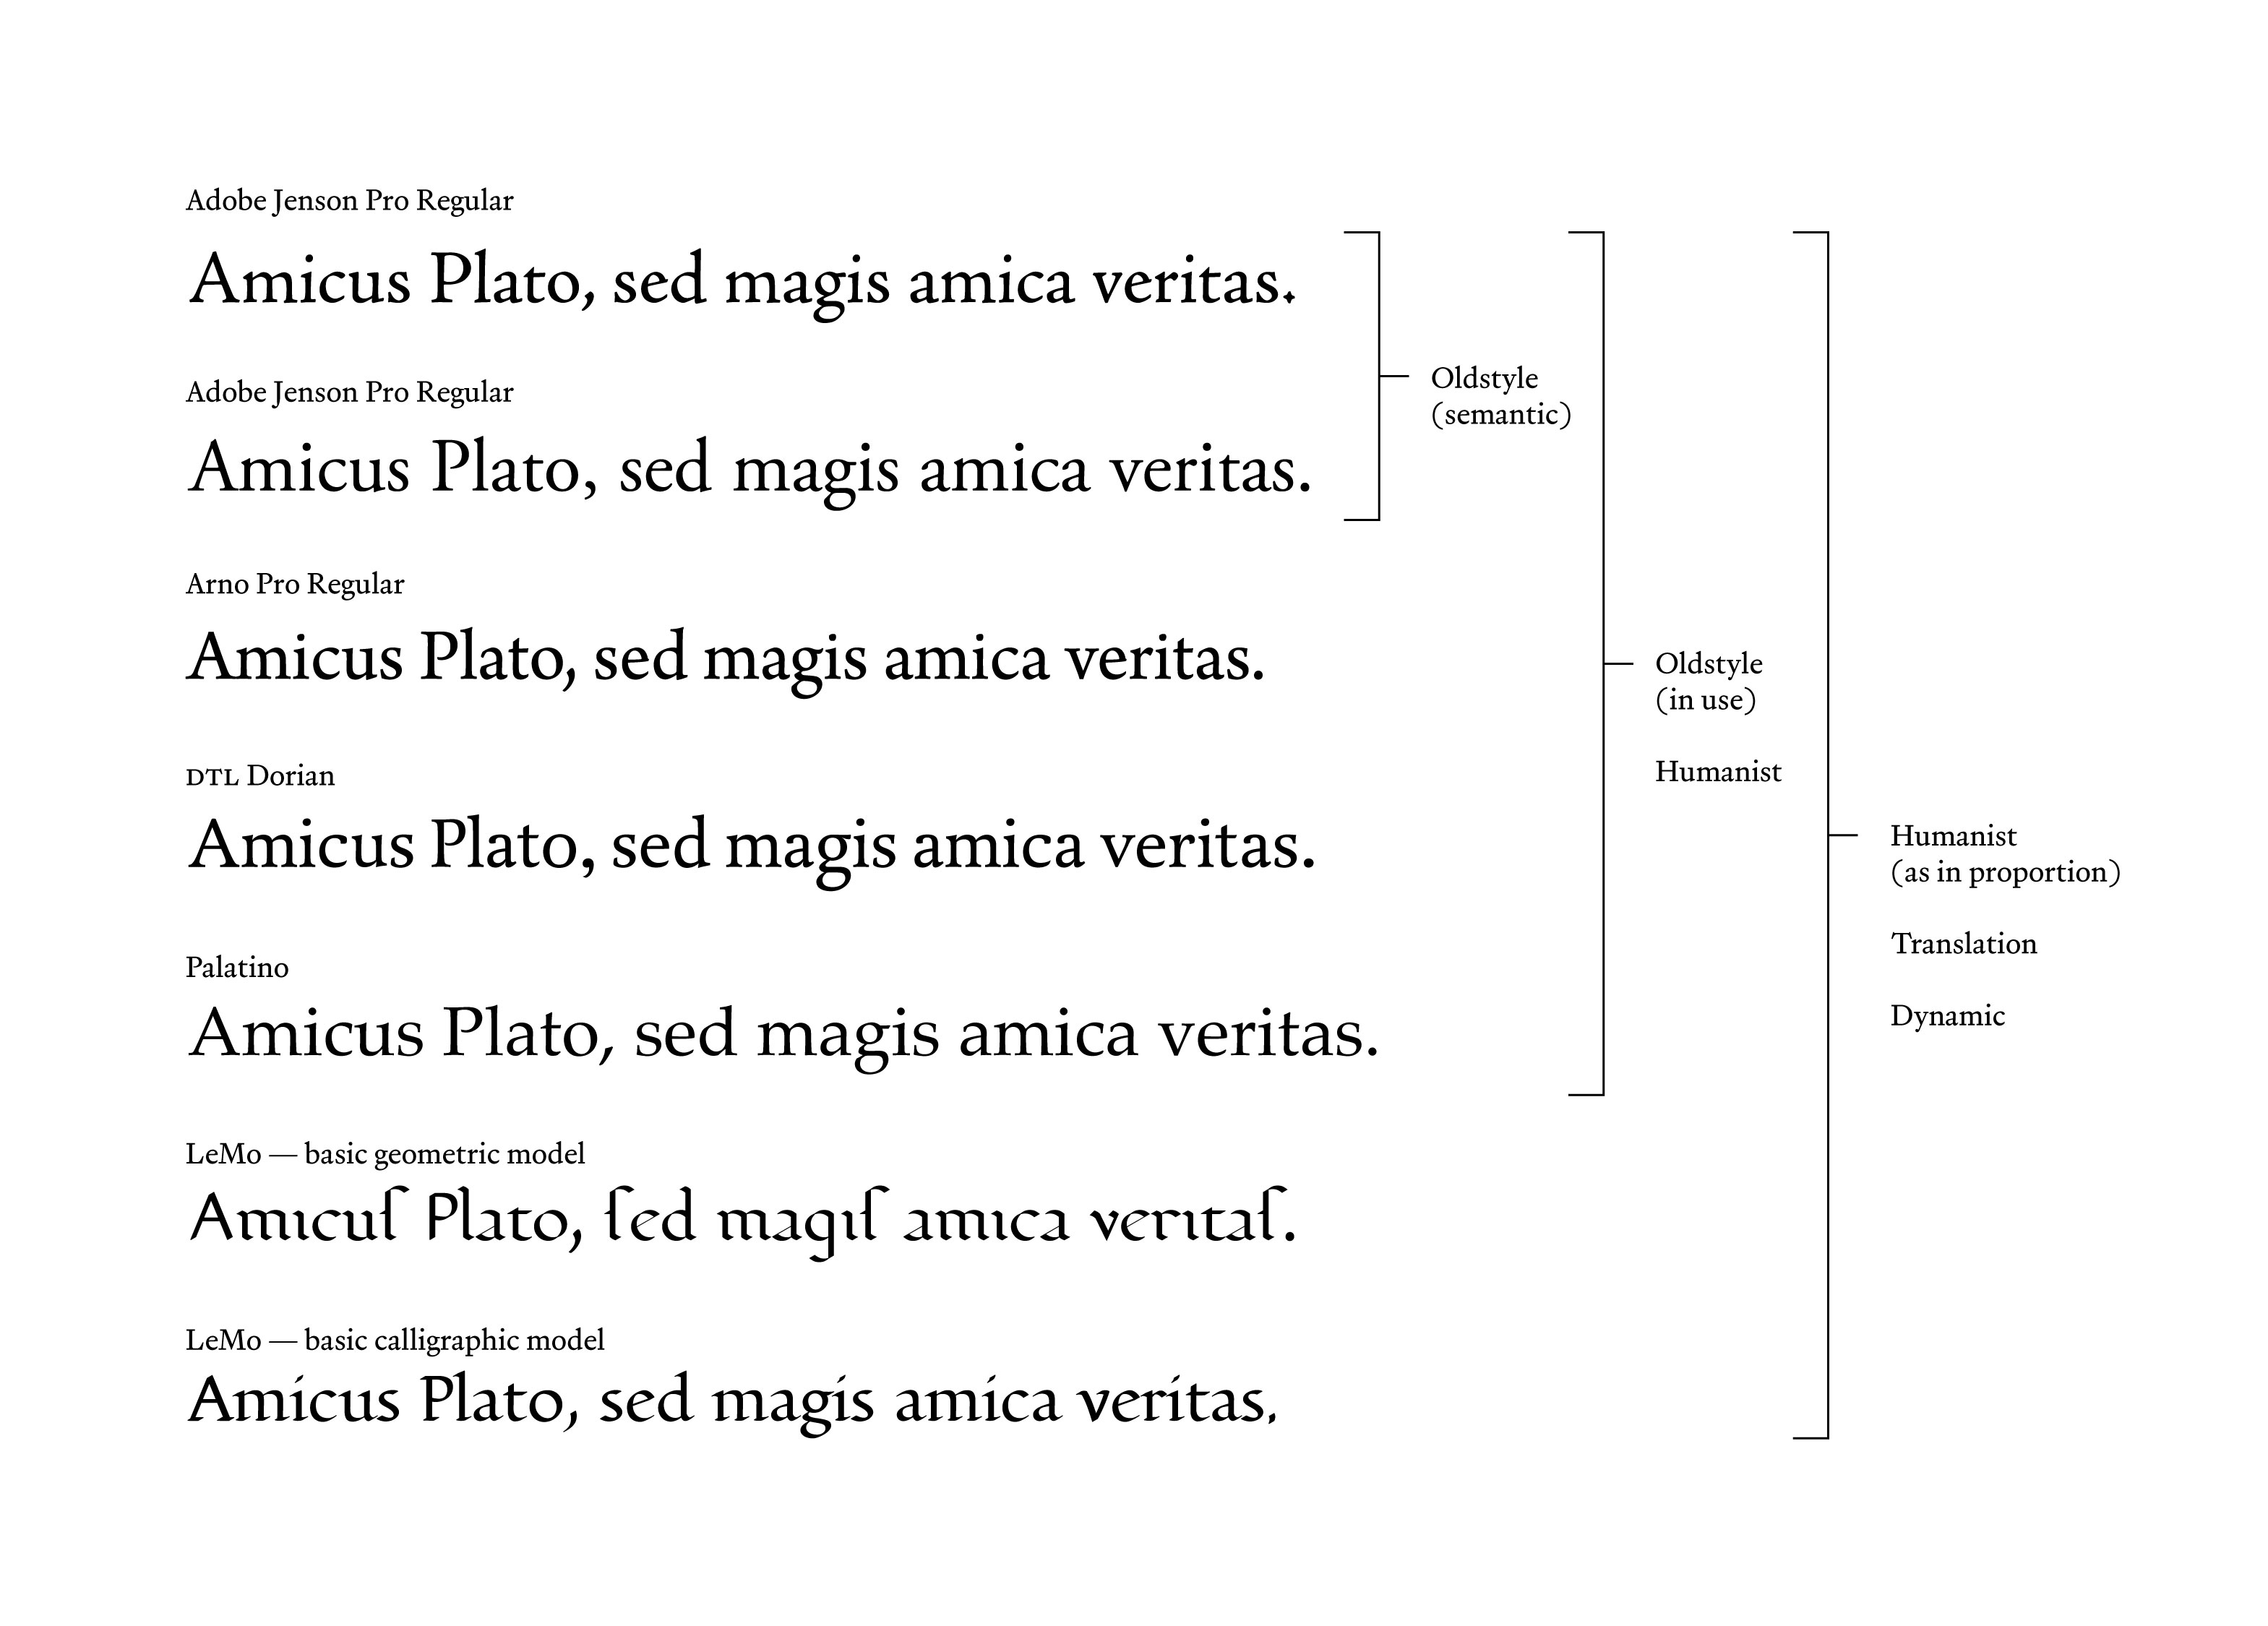 Adobe Jenson Pro Regular
Amicus Plato, sed magis amica veritas.
Adobe Jenson Pro Regular
Amicus Plato, sed magis amica veritas.
Oldstyle
(semantic)
Arno Pro Regular
Amicus Plato, sed magis amica veritas.
Oldstyle
(in use)
Humanist
DTL Dorian
Amicus Plato, sed magis amica veritas.
Humanist
(as in proportion)
Translation
Dynamic
Palatino
Amicus Plato, sed magis amica veritas.
LeMo — basic geometric model
Amıcuſ Plato, ſed magıſ amıca verıtaſ.
LeMo — basic calligraphic model
Amicus Plato, sed magis amica veritas.